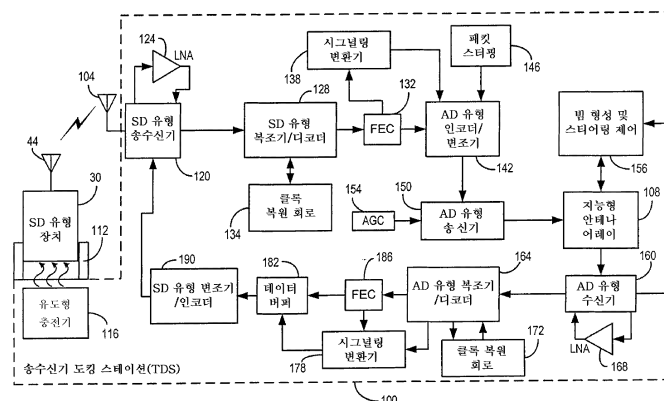 124
LNA
104
SD 유형
송수신기
120
시그널링
변환기
138
패킷
스터핑
146
128
SD 유형
복조기/디코더
132
FEC
AD 유형
인코더/
변조기
142
빔 형성 및
스티어링 제어
156
44
30
SD 유형
장치
112
클록
복원 회로
134
154
AGC
150
AD 유형
송신기
108
지능형
안테나
어레이
유도형
충전기
116
190
SD 유형 변조기
/인코더
182
데이터
버퍼
186
FEC
164
AD 유형 복조기
/디코더
160
AD 유형
수신기
시그널링
변환기
178
172
클록 복원
회로
LNA
168
송수신기 도킹 스테이션(TDS)
100